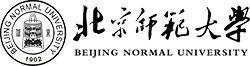 BEIJING NORMAL UNIVERSITY
1902
北京师范大学
BEIJING NORMAL UNIVERSITY